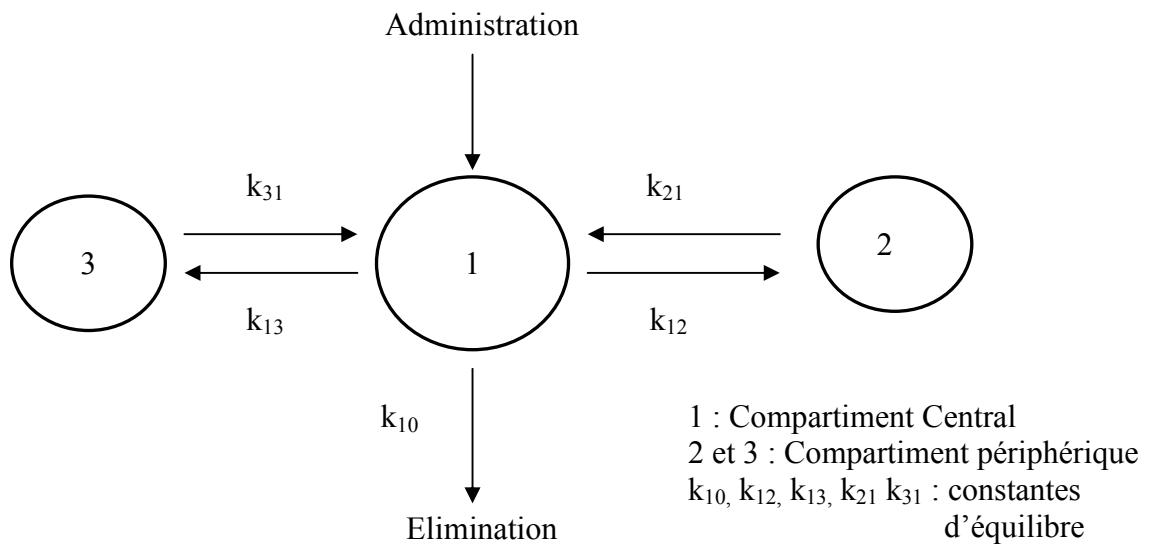 Administration
k₃₁
k₂₁
3
1
2
k₁₃
k₁₂
k₁₀
1 : Compartiment Central
2 et 3 : Compartiment périphérique
k₁₀, k₁₂, k₁₃, k₂₁ k₃₁ : constantes
d’équilibre
Elimination